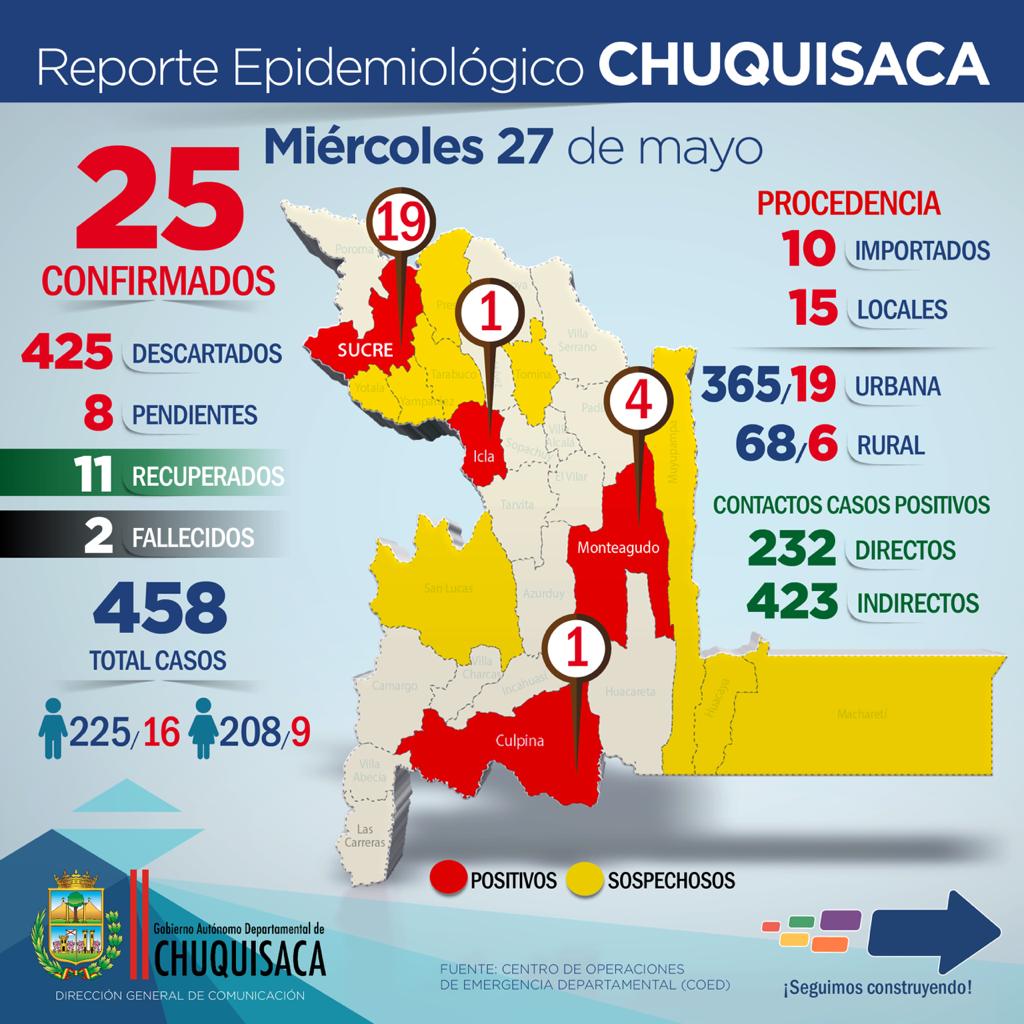 Reporte Epidemiológico CHUQUISACA
Miércoles 27 de mayo
25
CONFIRMADOS
425 DESCARTADOS
8 PENDIENTES
11 RECUPERADOS
2 FALLECIDOS
458
TOTAL CASOS
225/16 208/9
PROCEDENCIA
10 IMPORTADOS
15 LOCALES
365/19 URBANA
68/6 RURAL
CONTACTOS CASOS POSITIVOS
232 DIRECTOS
423 INDIRECTOS
19
1
4
1
Poroma
SUCRE
Villa
Serrano
Yotala
Tarabuco
Tomina
Icla
Sopachuy
Villa
Alcalá
El Villar
Tarvita
Muyupampa
Monteagudo
San Lucas
Azurduy
Camargo
Villa
Charcas
Incahuasi
Huacareta
Huacaya
Machareti
Culpina
Villa
Abecia
Las
Carreras
POSITIVOS SOSPECHOSOS
Gobierno Autónomo Departamental de
CHUQUISACA
DIRECCIÓN GENERAL DE COMUNICACIÓN
FUENTE: CENTRO DE OPERACIONES
DE EMERGENCIA DEPARTAMENTAL (COED)
¡Seguimos construyendo!